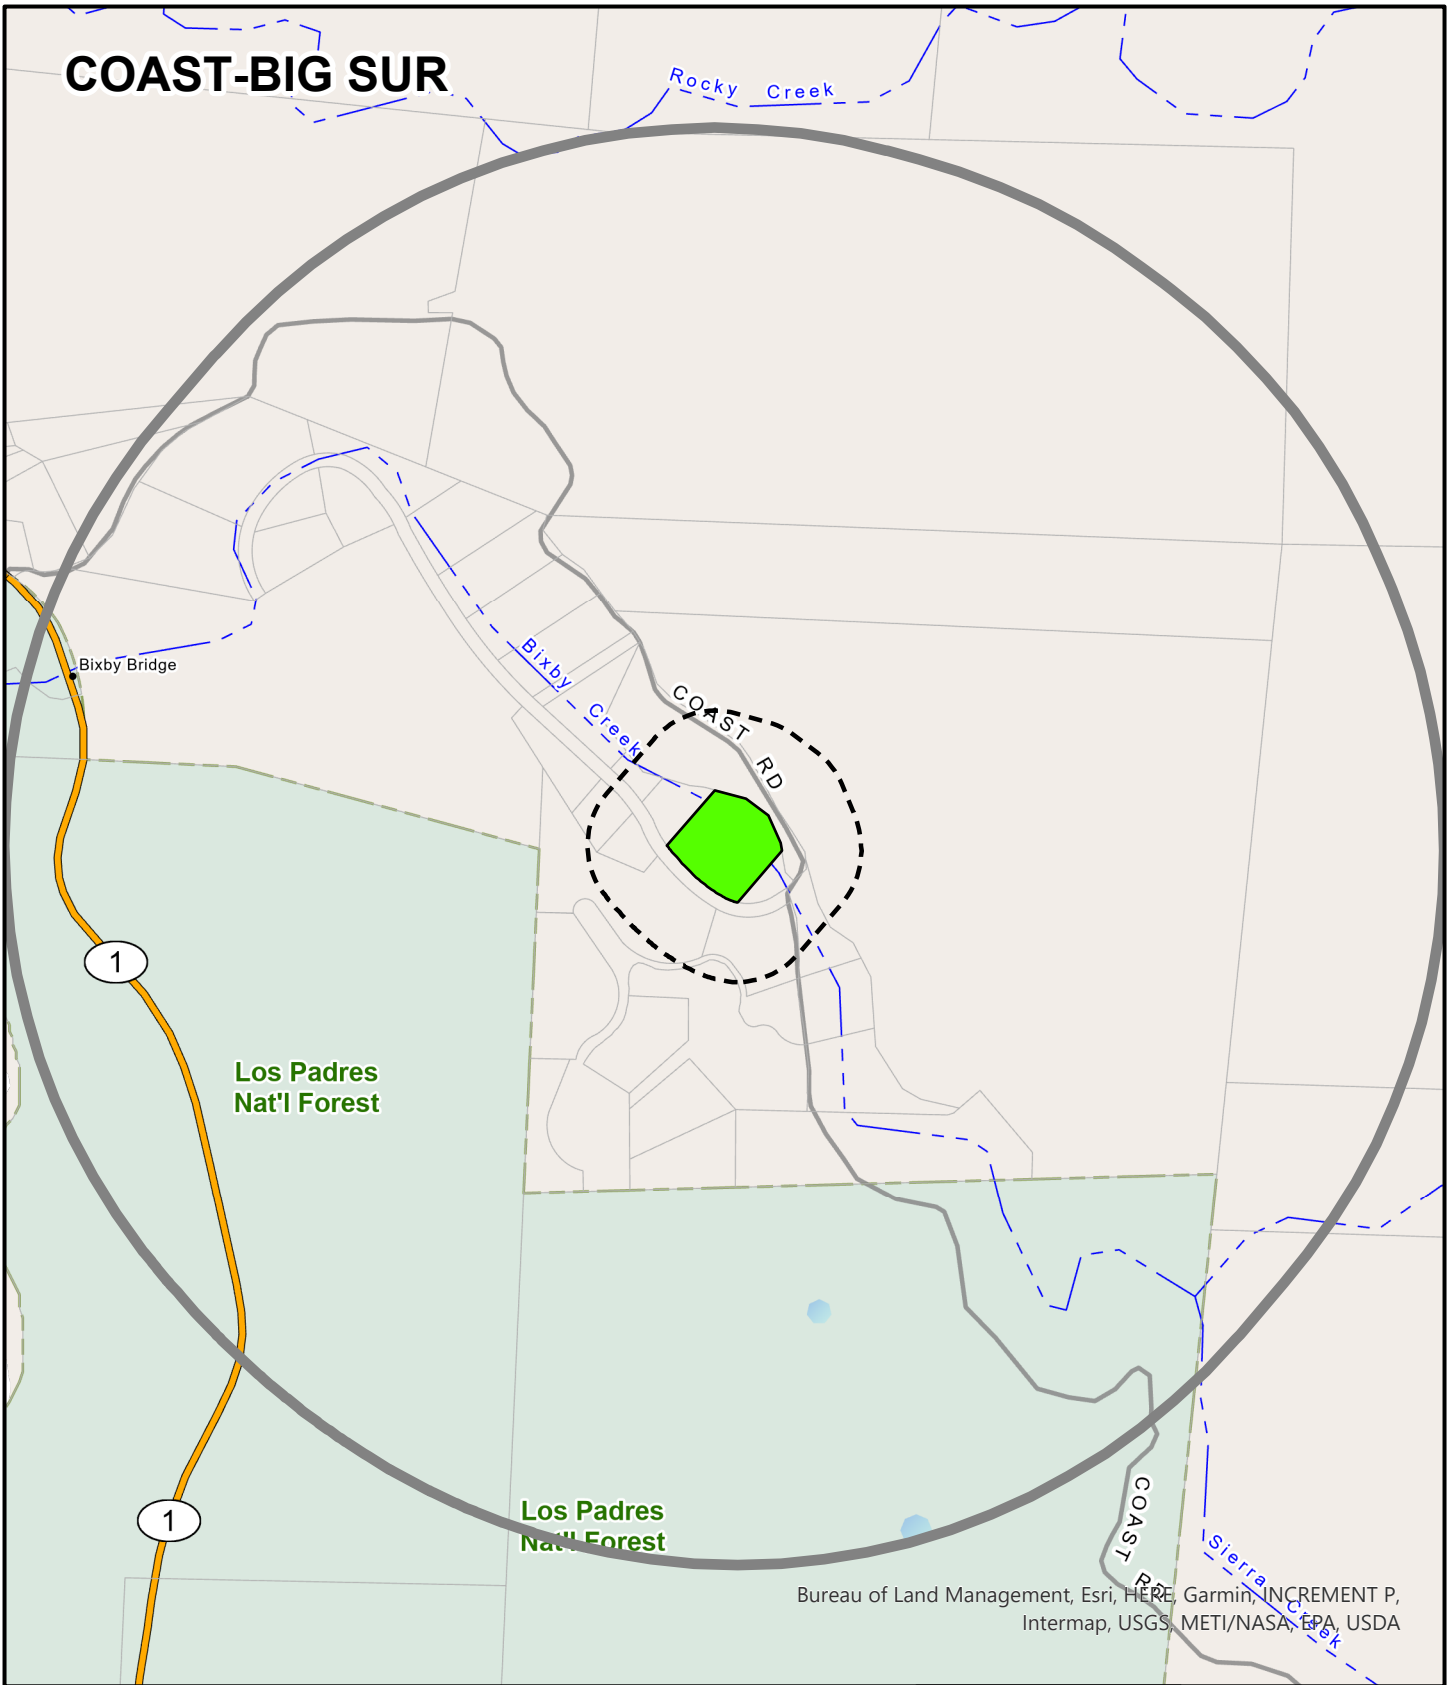 COAST-BIG SUR
Rocky Creek
Bixby Bridge
Bixby
Creek
COAST
RD
1
Los Padres
Nat'l Forest
1
Los Padres
Nat'l Forest
COAST
RD
Sierra
Creek
Bureau of Land Management, Esri, HERE, Garmin, INCREMENT P,
Intermap, USGS, METI/NASA, EPA, USDA